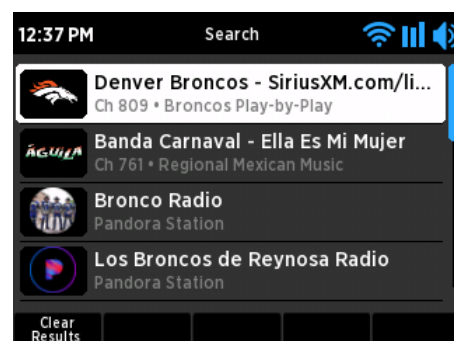 12:37 PM Search
Denver Broncos - SiriusXM.com/li...
Ch 809 • Broncos Play-by-Play
ÁGUILA
Banda Carnaval - Ella Es Mi Mujer
Ch 761 • Regional Mexican Music
Bronco Radio
Pandora Station
Los Broncos de Reynosa Radio
Pandora Station
Clear
Results